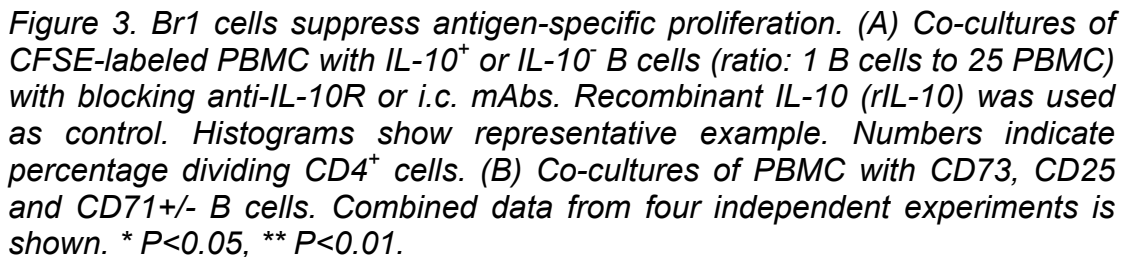 Figure 3. Br1 cells suppress antigen-specific proliferation. (A) Co-cultures of
CFSE-labeled PBMC with IL-10⁺ or IL-10⁻ B cells (ratio: 1 B cells to 25 PBMC)
with blocking anti-IL-10R or i.c. mAbs. Recombinant IL-10 (rIL-10) was used
as control. Histograms show representative example. Numbers indicate
percentage dividing CD4⁺ cells. (B) Co-cultures of PBMC with CD73, CD25
and CD71+/- B cells. Combined data from four independent experiments is
shown. * P<0.05, ** P<0.01.